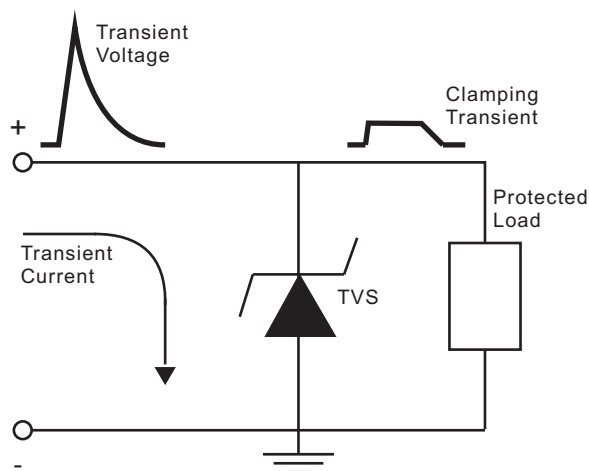 Transient
Voltage
Clamping
Transient
+
Protected
Load
Transient
Current
TVS
-